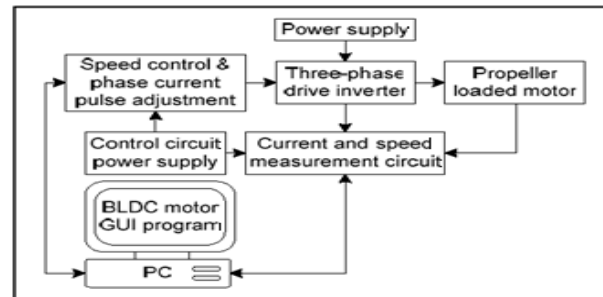 Power supply
Speed control &
phase current
pulse adjustment
Three-phase
drive inverter
Propeller
loaded motor
Control circuit
power supply
Current and speed
measurement circuit
BLDC motor
GUI program
PC